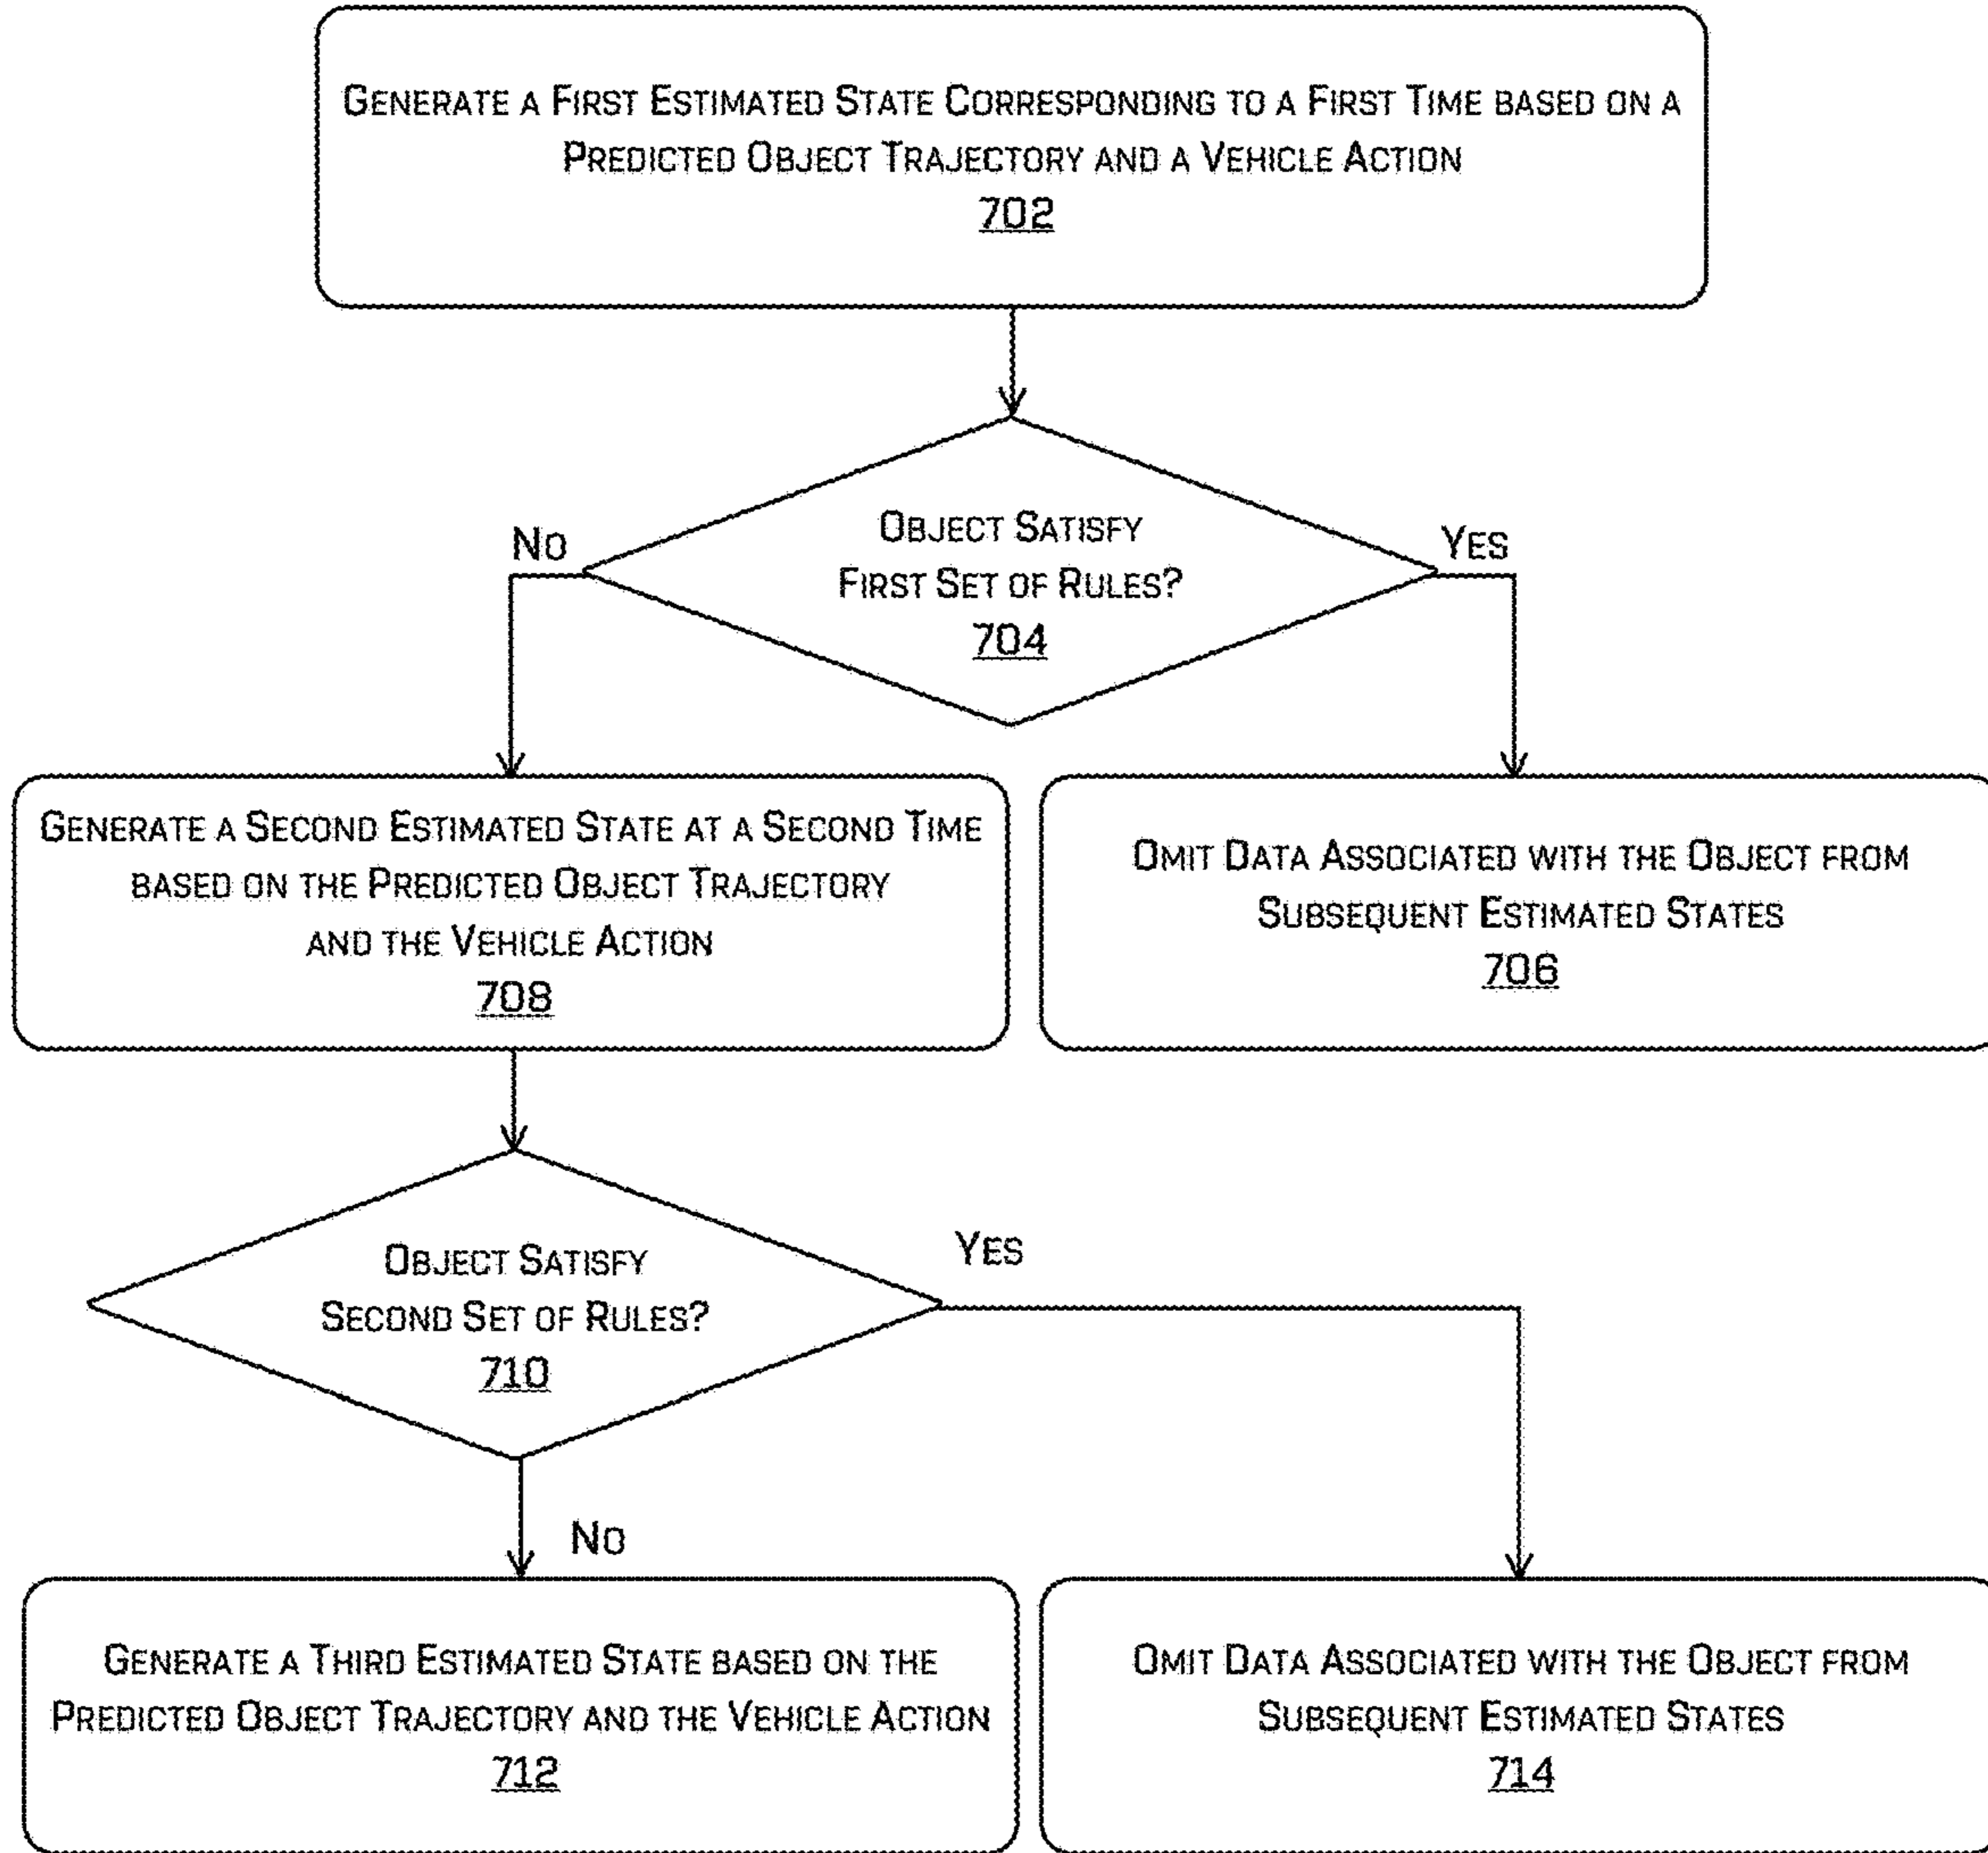 Generate a First Estimated State Corresponding to a First Time based on a
Predicted Object Trajectory and a Vehicle Action
702
Object Satisfy
First Set of Rules?
704
No
Yes
Generate a Second Estimated State at a Second Time
based on the Predicted Object Trajectory
and the Vehicle Action
708
Omit Data Associated with the Object from
Subsequent Estimated States
706
Object Satisfy
Second Set of Rules?
710
Yes
No
Generate a Third Estimated State based on the
Predicted Object Trajectory and the Vehicle Action
712
Omit Data Associated with the Object from
Subsequent Estimated States
714